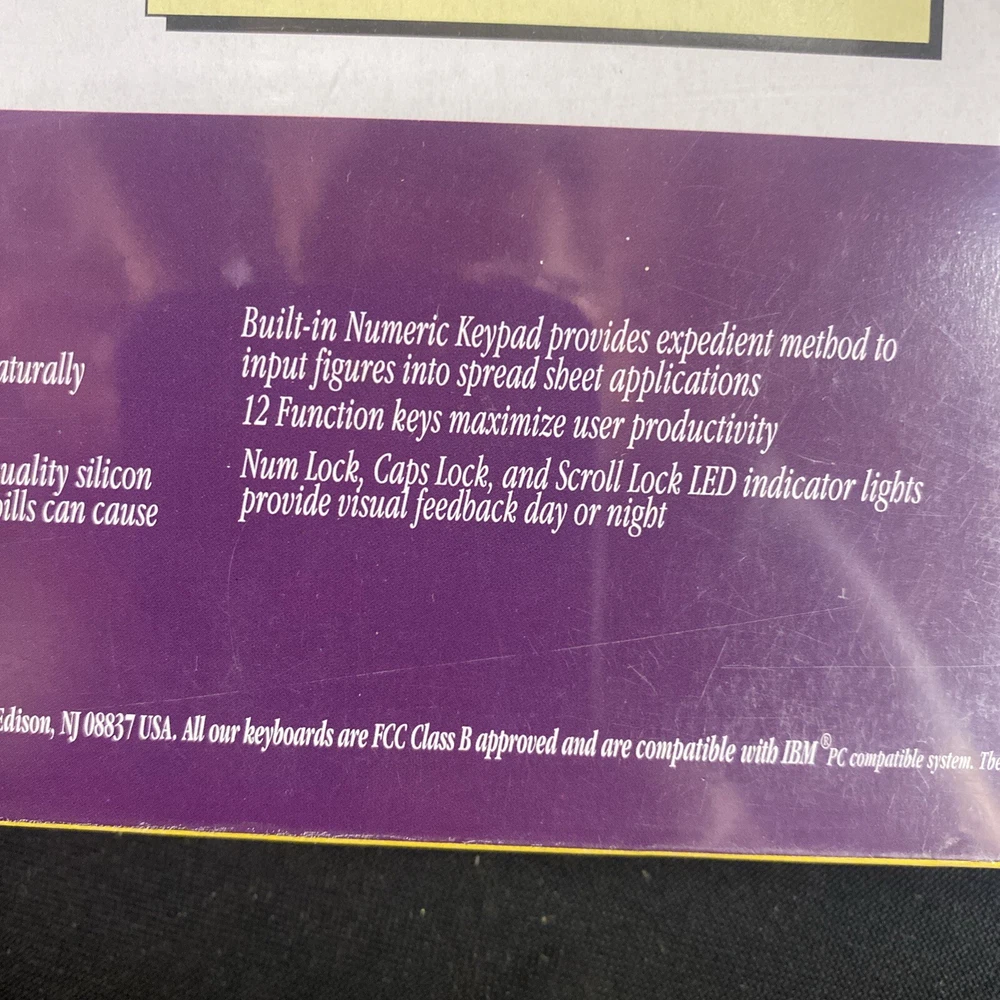 aturally
uality silicon
pills can cause
Built-in Numeric Keypad provides expedient method to
input figures into spread sheet applications
12 Function keys maximize user productivity
Num Lock, Caps Lock, and Scroll Lock LED indicator lights
provide visual feedback day or night
Edison, NJ 08837 USA. All our keyboards are FCC Class B approved and are compatible with IBM® PC compatible system. The